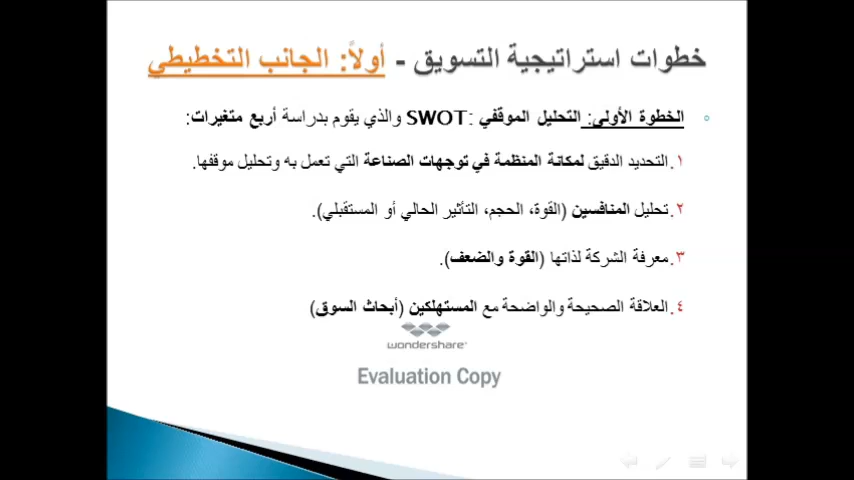 خطوات استراتيجية التسويق - أولاً: الجانب التخطيطي
الخطوة الأولى: التحليل الموقفي :SWOT والذي يقوم بدراسة أربع متغيرات:
١. التحديد الدقيق لمكانة المنظمة في توجهات الصناعة التي تعمل به وتحليل موقفها.
٢. تحليل المنافسين (القوة، الحجم، التأثير الحالي أو المستقبلي).
٣. معرفة الشركة لذاتها (القوة والضعف).
٤. العلاقة الصحيحة والواضحة مع المستهلكين (أبحاث السوق)
wondershare
Evaluation Copy